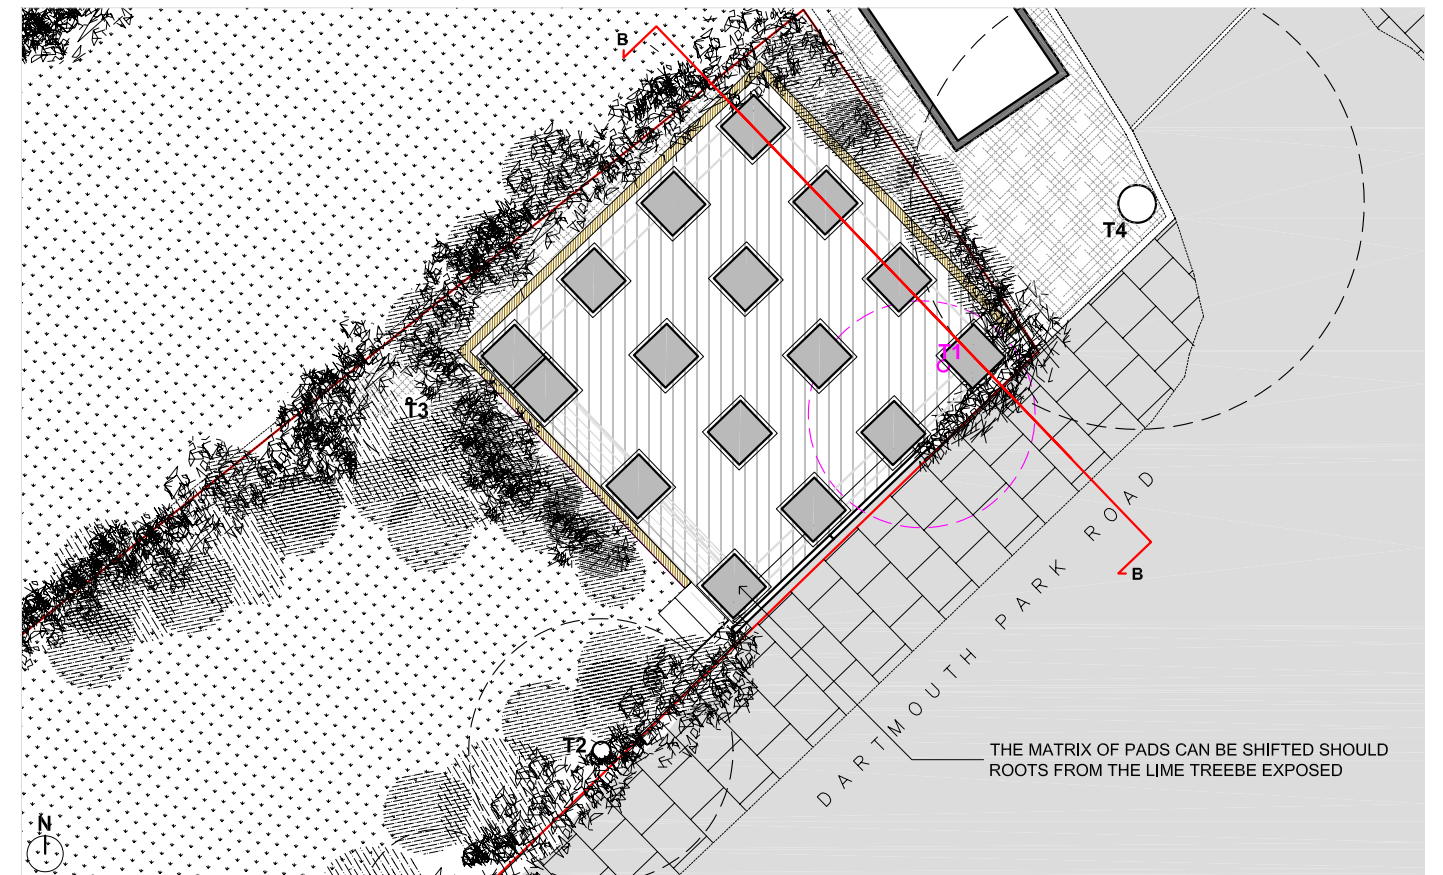 B
T4
T1
T3
B
DARTMOUTH PARK ROAD
T2
THE MATRIX OF PADS CAN BE SHIFTED SHOULD
ROOTS FROM THE LIME TREEBE EXPOSED
N